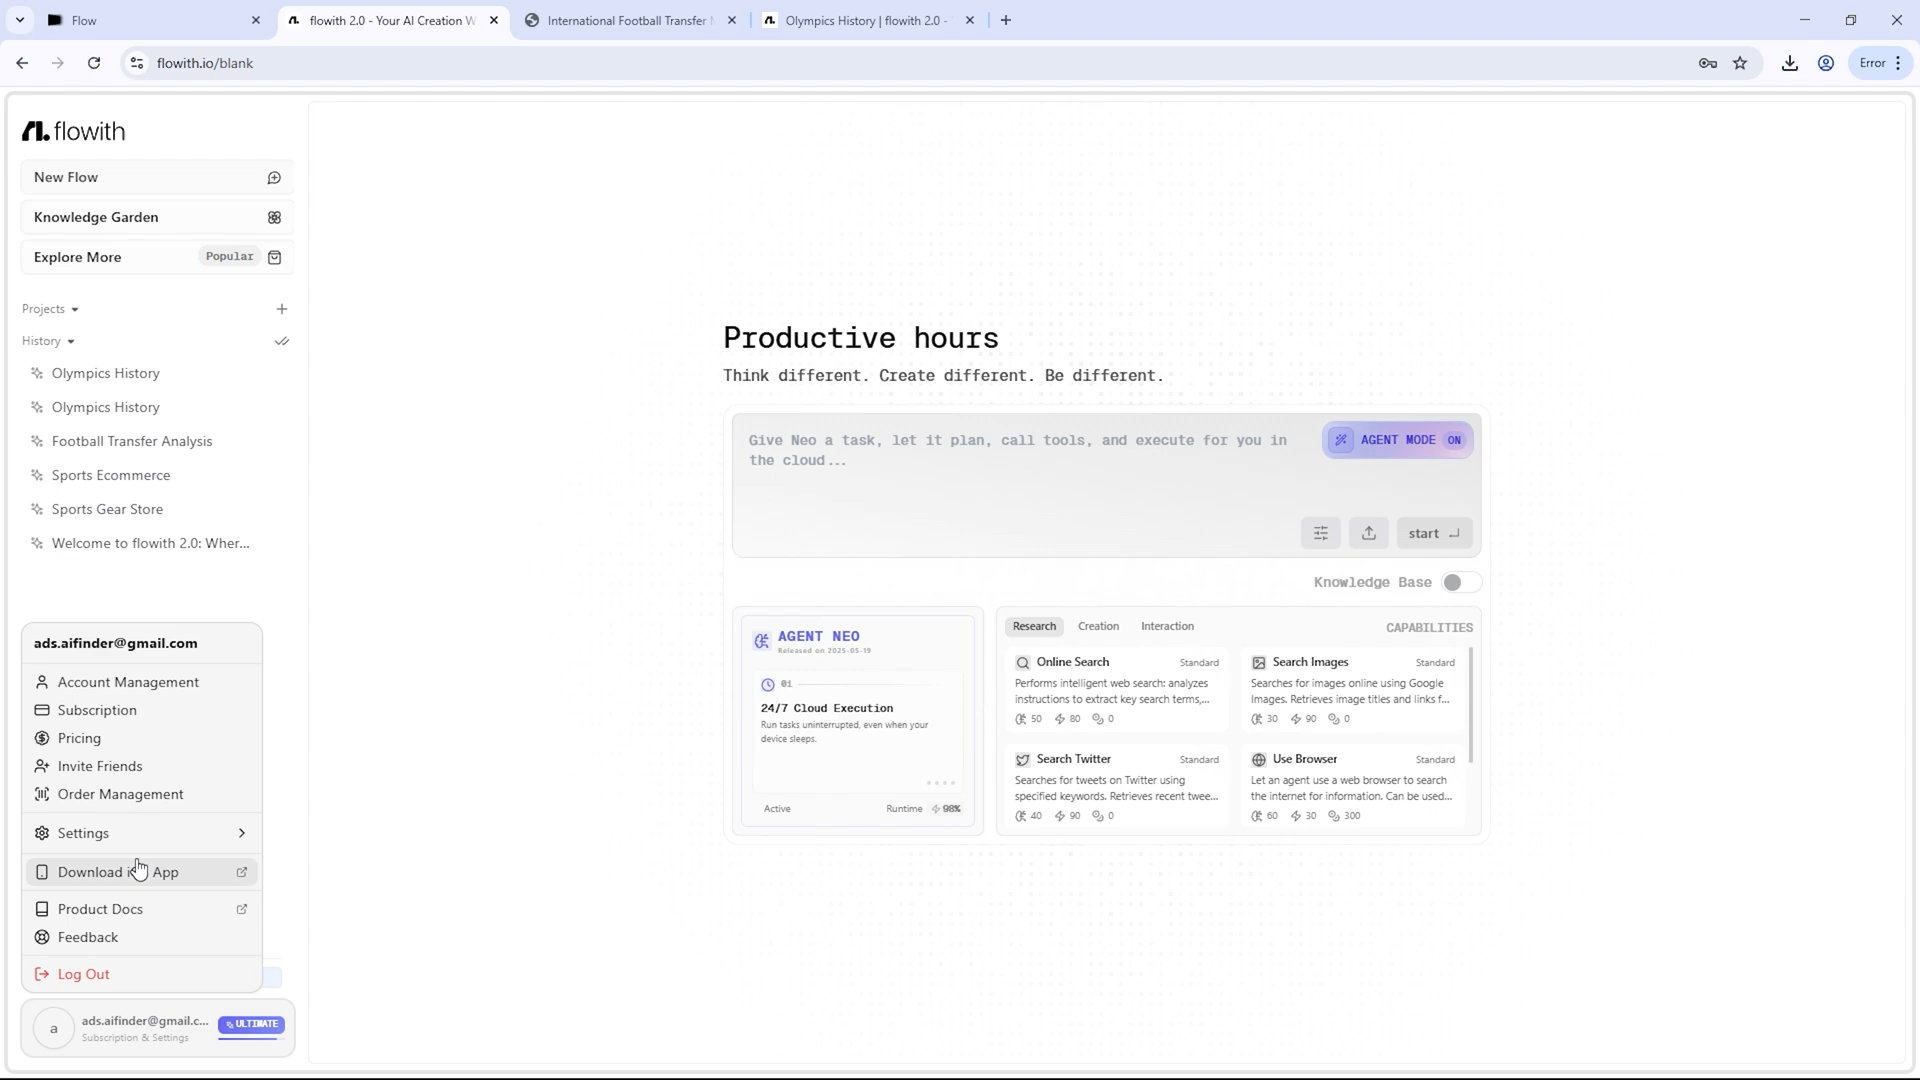 Flow
flowith 2.0 - Your AI Creation W
International Football Transfer
Olympics History | flowith 2.0 -
flowith.io/blank
Error
flowith
New Flow
Knowledge Garden
Explore More
Popular
Projects
History
Olympics History
Olympics History
Football Transfer Analysis
Sports Ecommerce
Sports Gear Store
Welcome to flowith 2.0: Wher...
ads.aifinder@gmail.com
Account Management
Subscription
Pricing
Invite Friends
Order Management
Settings
Download App
Product Docs
Feedback
Log Out
a
ads.aifinder@gmail.c...
Subscription & Settings
ULTIMATE
Productive hours
Think different. Create different. Be different.
Give Neo a task, let it plan, call tools, and execute for you in
the cloud...
AGENT MODE ON
start
Knowledge Base
AGENT NEO
Released on 2025-05-19
01
24/7 Cloud Execution
Run tasks uninterrupted, even when your
device sleeps.
Active
Runtime
98%
Research
Creation
Interaction
CAPABILITIES
Online Search
Standard
Performs intelligent web search: analyzes
instructions to extract key search terms,...
50 80 0
Search Images
Standard
Searches for images online using Google
Images. Retrieves image titles and links f...
30 90 0
Search Twitter
Standard
Searches for tweets on Twitter using
specified keywords. Retrieves recent twee...
40 90 0
Use Browser
Standard
Let an agent use a web browser to search
the internet for information. Can be used...
60 30 300